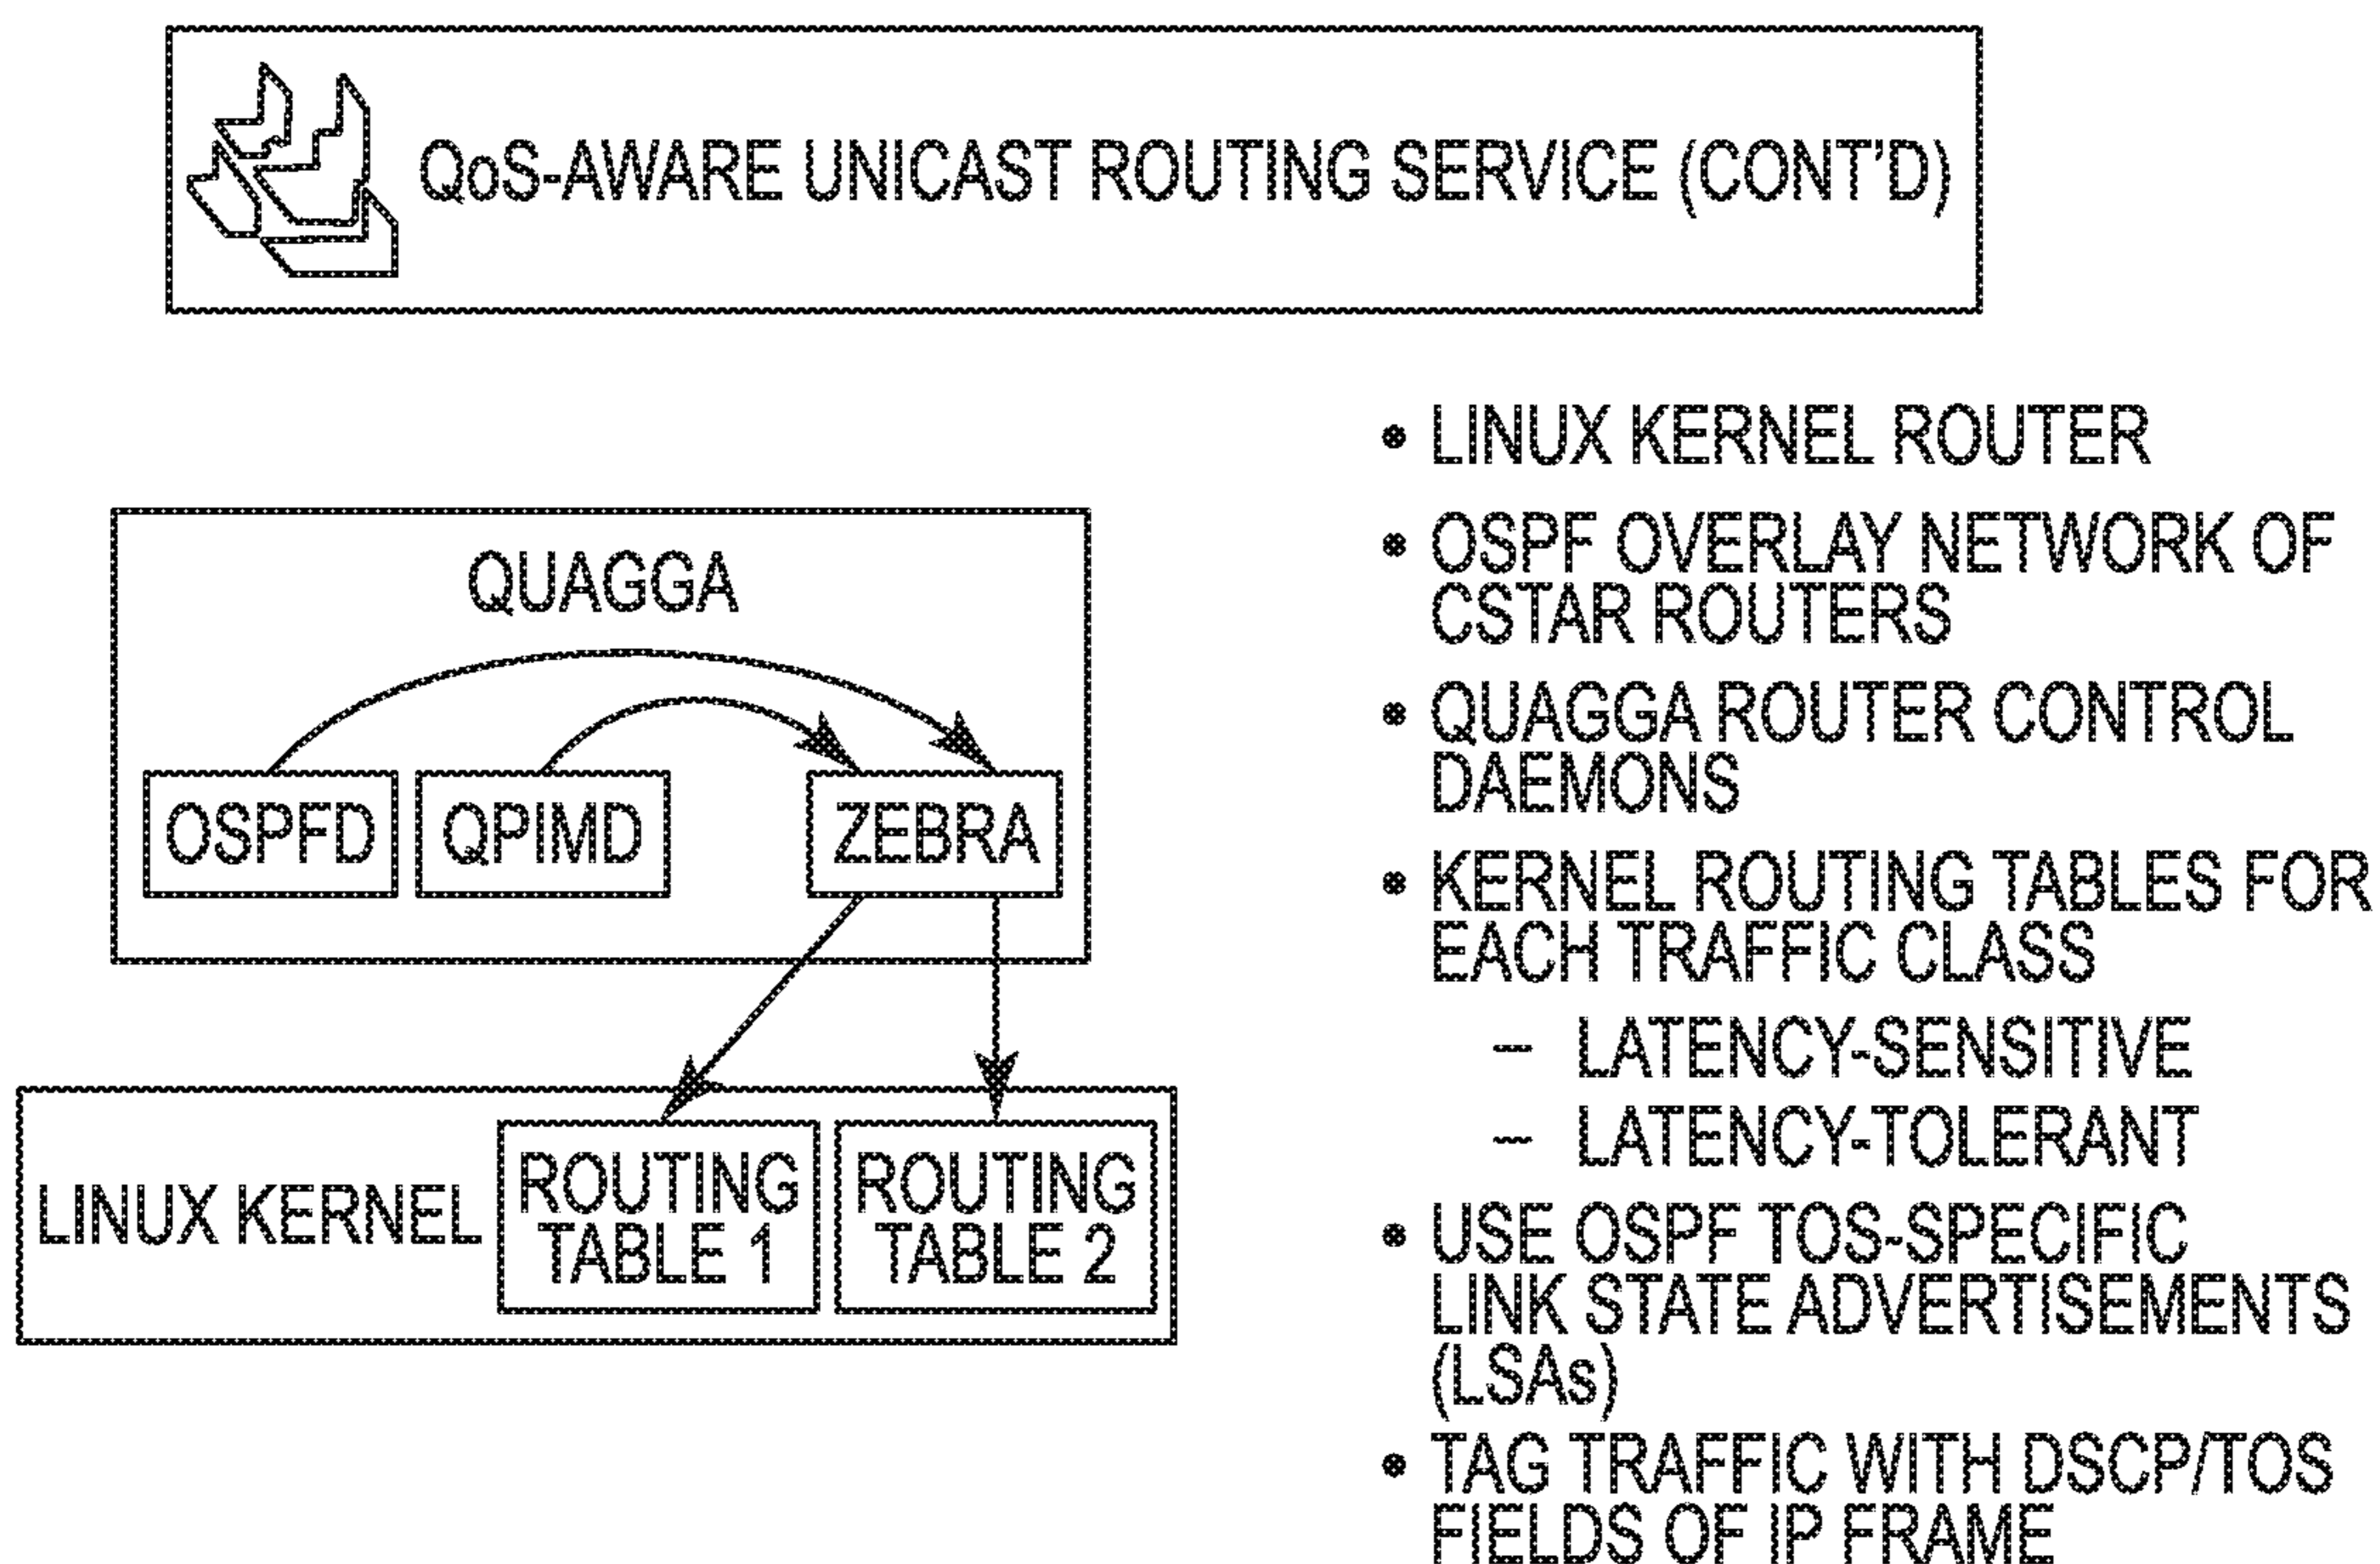 QoS-AWARE UNICAST ROUTING SERVICE (CONT'D)
QUAGGA
OSPFD
QPIMD
ZEBRA
LINUX KERNEL
ROUTING
TABLE 1
ROUTING
TABLE 2
• LINUX KERNEL ROUTER
• OSPF OVERLAY NETWORK OF
CSTAR ROUTERS
• QUAGGA ROUTER CONTROL
DAEMONS
• KERNEL ROUTING TABLES FOR
EACH TRAFFIC CLASS
– LATENCY-SENSITIVE
– LATENCY-TOLERANT
• USE OSPF TOS-SPECIFIC
LINK STATE ADVERTISEMENTS
(LSAs)
• TAG TRAFFIC WITH DSCP/TOS
FIELDS OF IP FRAME